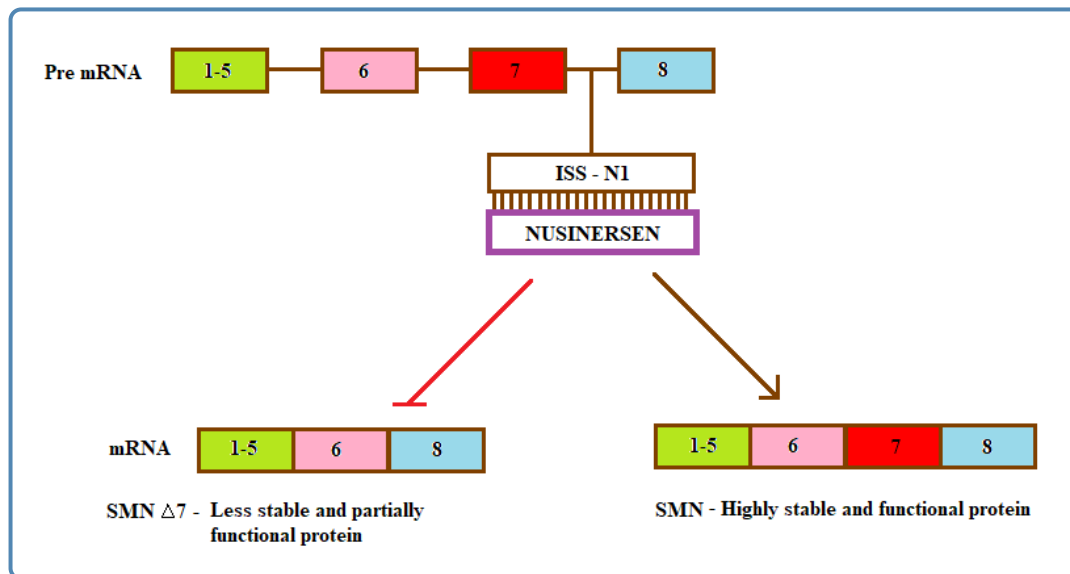 Pre mRNA 1-5 6 7 8
ISS - N1
NUSINERSEN
mRNA 1-5 6 8
1-5 6 7 8
SMN △7 - Less stable and partially
functional protein
SMN - Highly stable and functional protein